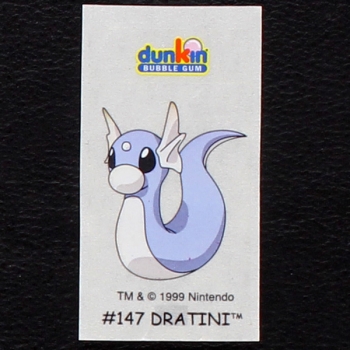 dunkin
BUBBLE GUM
TM & © 1999 Nintendo
#147 DRATINI™